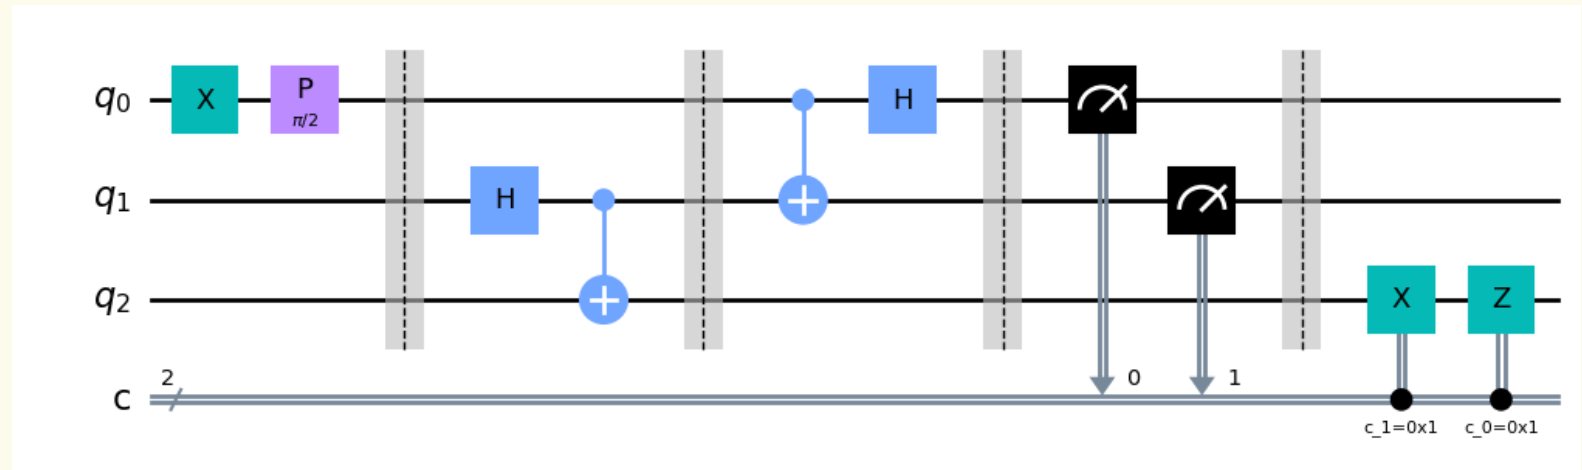 q0 X P π/2 H
q1 H
q2 X Z
2 0 1
c
c_1=0x1 c_0=0x1